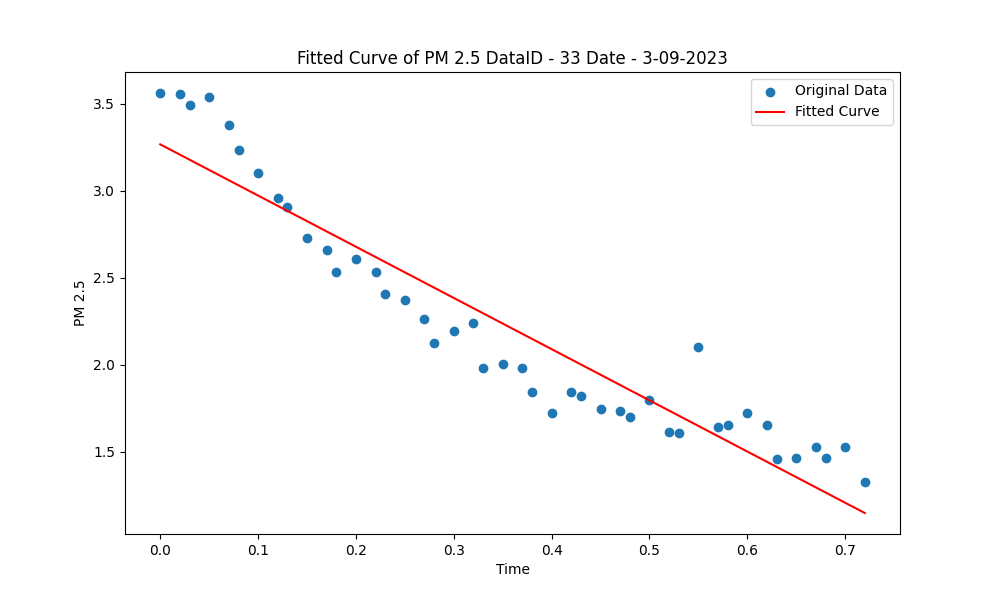 Fitted Curve of PM 2.5 DataID - 33 Date - 3-09-2023
Original Data
Fitted Curve
PM 2.5
3.5
3.0
2.5
2.0
1.5
0.0 0.1 0.2 0.3 0.4 0.5 0.6 0.7
Time